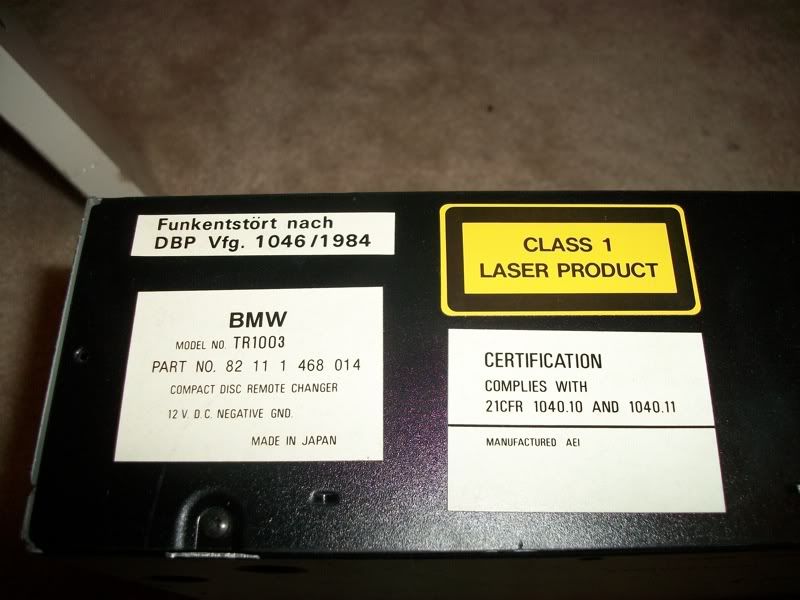 Funkentstört nach
DBP Vfg. 1046/1984
CLASS 1
LASER PRODUCT
BMW
MODEL NO. TR1003
PART NO. 82 11 1 468 014
COMPACT DISC REMOTE CHANGER
12 V. D.C. NEGATIVE GND.
MADE IN JAPAN
CERTIFICATION
COMPLIES WITH
21CFR 1040.10 AND 1040.11
MANUFACTURED AEI